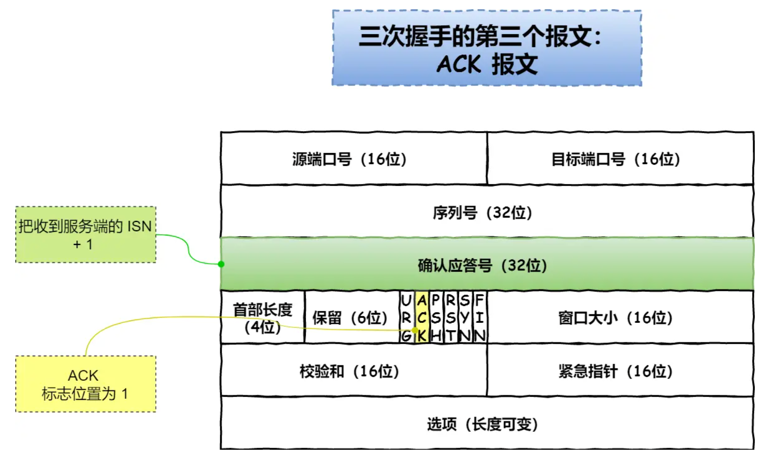 三次握手的第三个报文：
ACK 报文
源端口号（16位）
目标端口号（16位）
序列号（32位）
把收到服务端的 ISN
+ 1
确认应答号（32位）
首部长度
（4位）
保留（6位）
URG
ACK
PSH
RST
SYN
FIN
窗口大小（16位）
ACK
标志位置为 1
校验和（16位）
紧急指针（16位）
选项（长度可变）